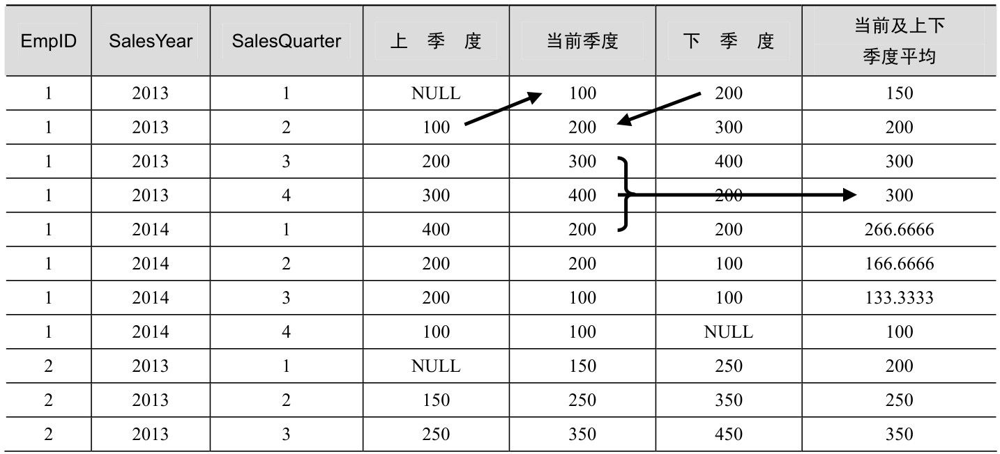 EmpID SalesYear SalesQuarter 上 季 度 当前季度 下 季 度 当前及上下
季度平均
1 2013 1 NULL 100 200 150
1 2013 2 100 200 300 200
1 2013 3 200 300 400 300
1 2013 4 300 400 200 300
1 2014 1 400 200 200 266.6666
1 2014 2 200 200 100 166.6666
1 2014 3 200 100 100 133.3333
1 2014 4 100 100 NULL 100
2 2013 1 NULL 150 250 200
2 2013 2 150 250 350 250
2 2013 3 250 350 450 350